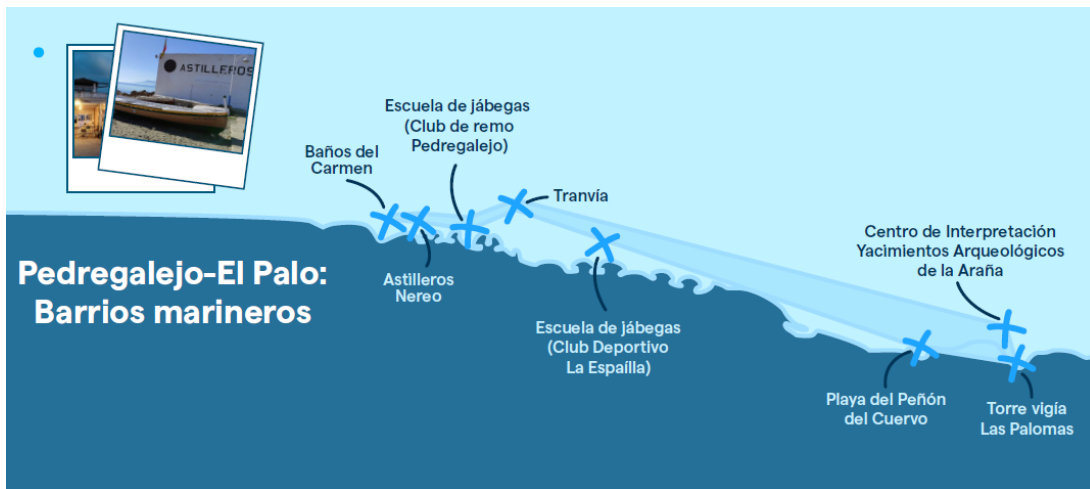 ASTILLEROS
Escuela de jábegas
(Club de remo
Pedregalejo)
Baños del
Carmen
Tranvía
Centro de Interpretación
Yacimientos Arqueológicos
de la Araña
Pedregalejo-El Palo:
Barrios marineros
Astilleros
Nereo
Escuela de jábegas
(Club Deportivo
La Espaílla)
Playa del Peñón
del Cuervo
Torre vigía
Las Palomas